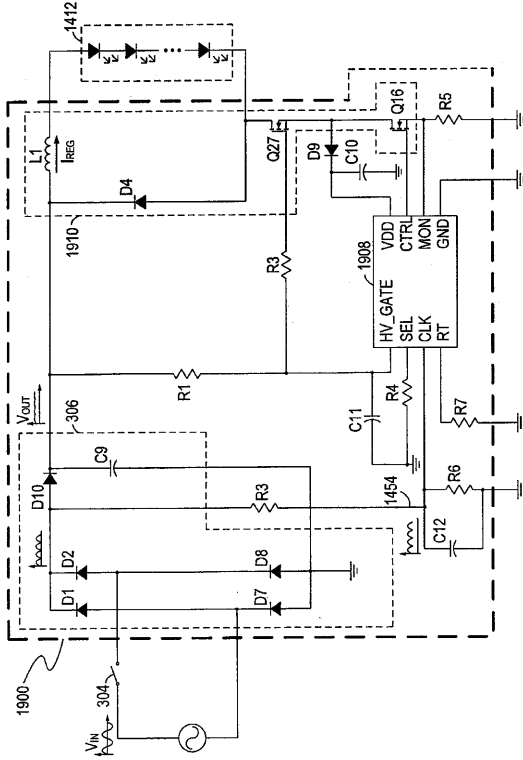 1900
304
VIN
306
VOUT
D1
D2
D7
D8
D10
C9
R3
1454
C12
R6
R1
R3
C11
R4
R7
1908
HV_GATE
SEL
CLK
RT
VDD
CTRL
MON
GND
1910
D4
L1
IREG
1412
Q27
D9
C10
Q16
R5